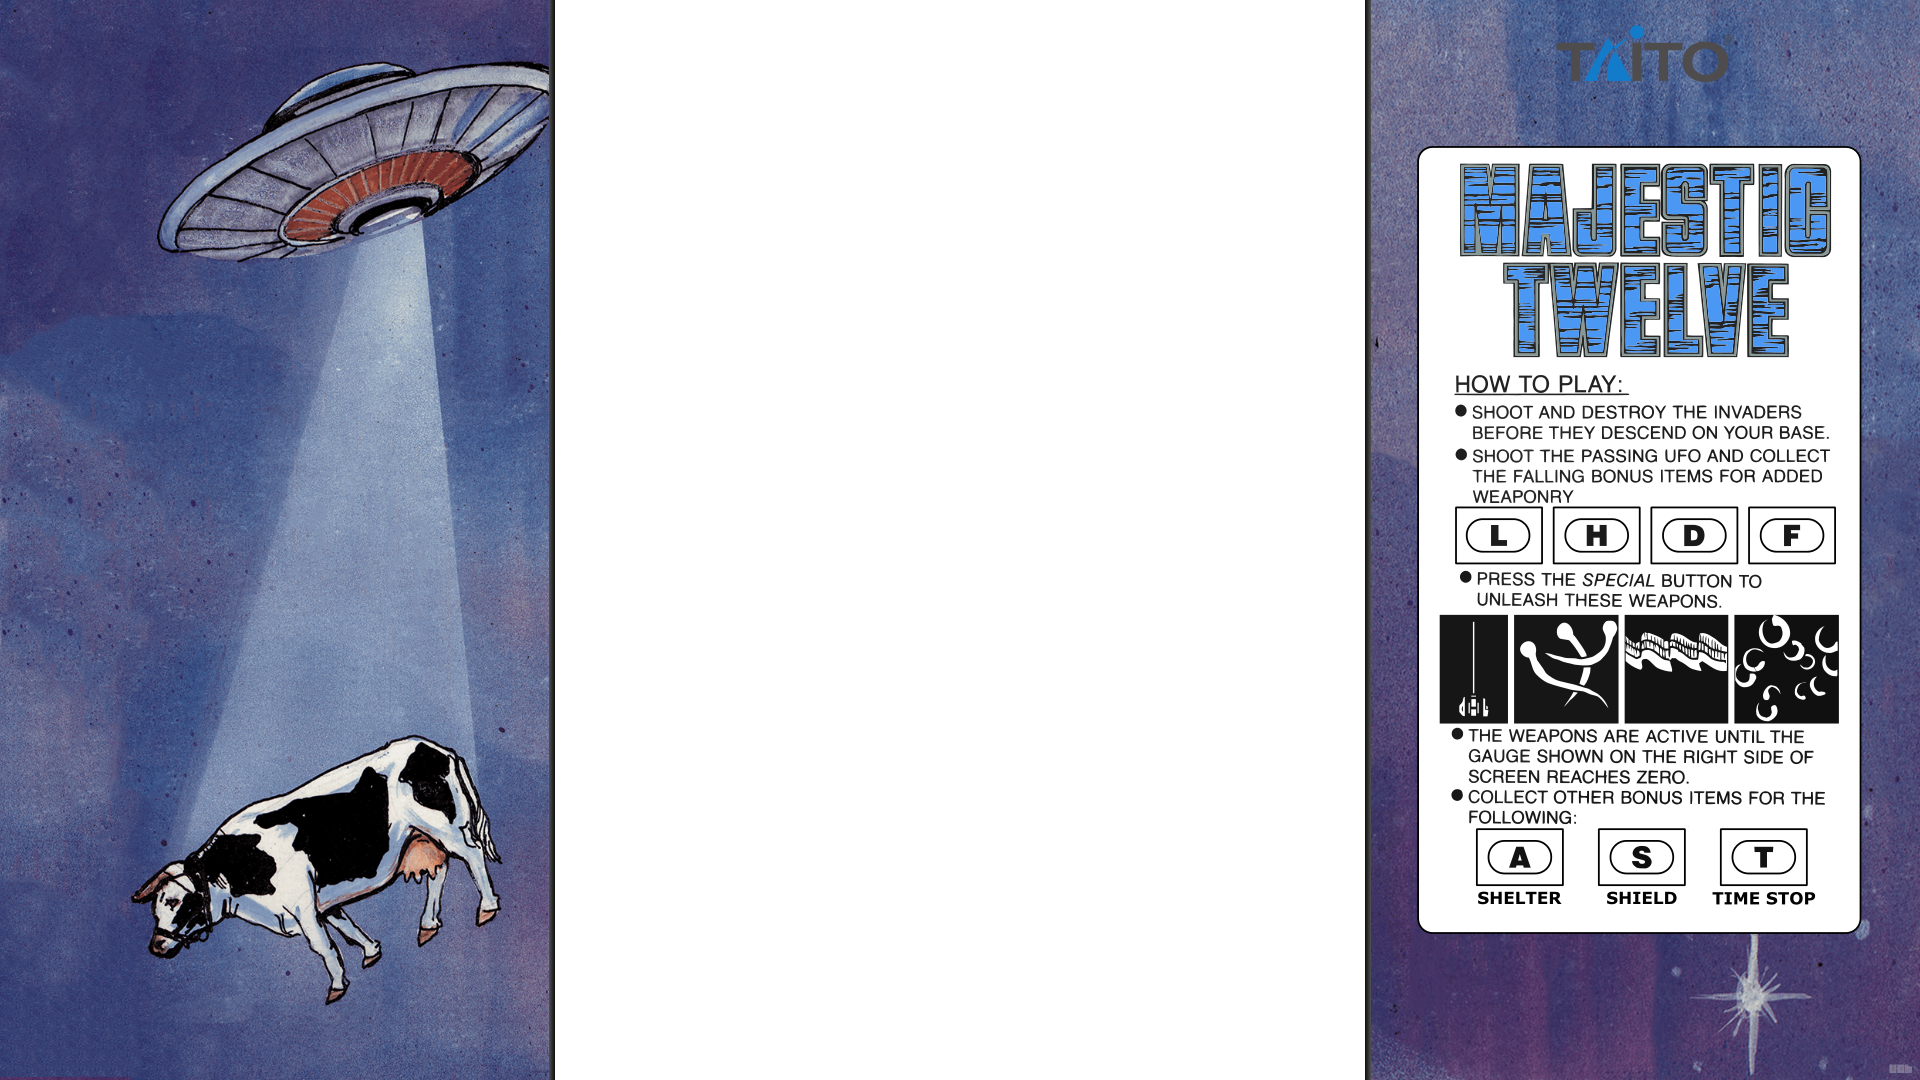 TAITO
MAJESTIC
TWELVE
HOW TO PLAY:
● SHOOT AND DESTROY THE INVADERS
BEFORE THEY DESCEND ON YOUR BASE.
● SHOOT THE PASSING UFO AND COLLECT
THE FALLING BONUS ITEMS FOR ADDED
WEAPONRY
L H D F
● PRESS THE SPECIAL BUTTON TO
UNLEASH THESE WEAPONS.
● THE WEAPONS ARE ACTIVE UNTIL THE
GAUGE SHOWN ON THE RIGHT SIDE OF
SCREEN REACHES ZERO.
● COLLECT OTHER BONUS ITEMS FOR THE
FOLLOWING:
A S T
SHELTER SHIELD TIME STOP